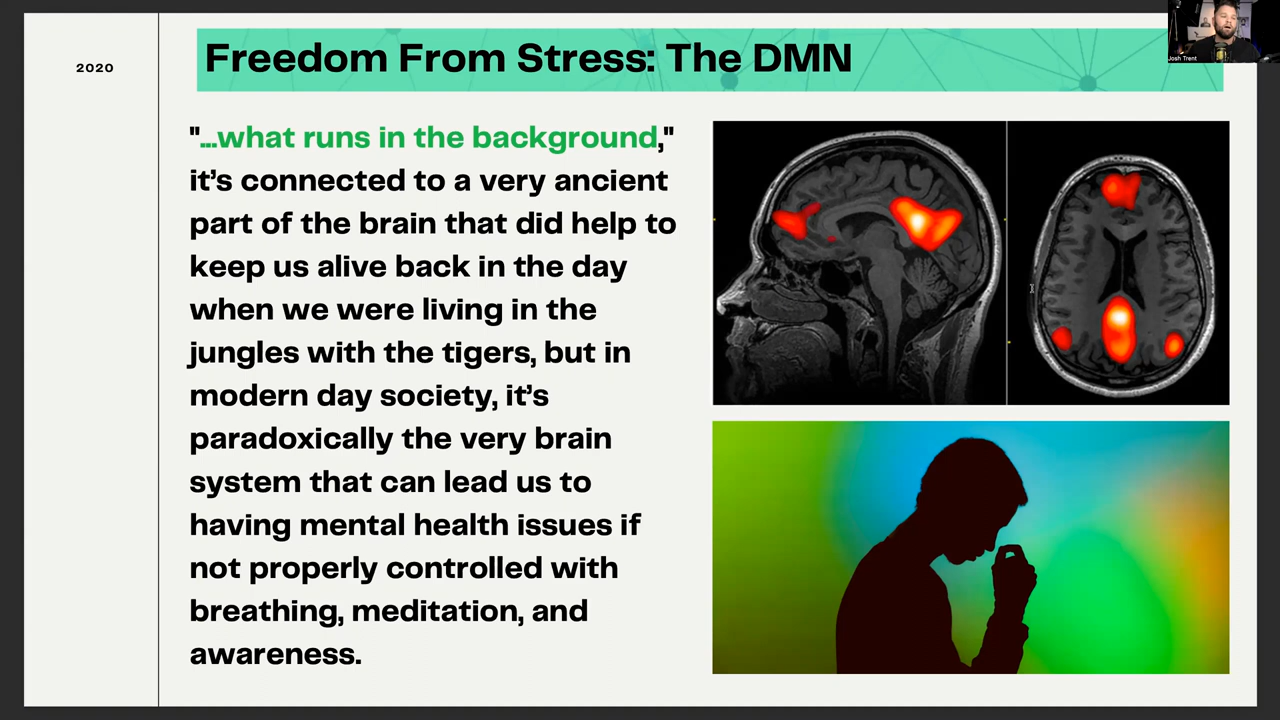 2020
Freedom From Stress: The DMN
"...what runs in the background,"
it’s connected to a very ancient
part of the brain that did help to
keep us alive back in the day
when we were living in the
jungles with the tigers, but in
modern day society, it’s
paradoxically the very brain
system that can lead us to
having mental health issues if
not properly controlled with
breathing, meditation, and
awareness.
Josh Trent